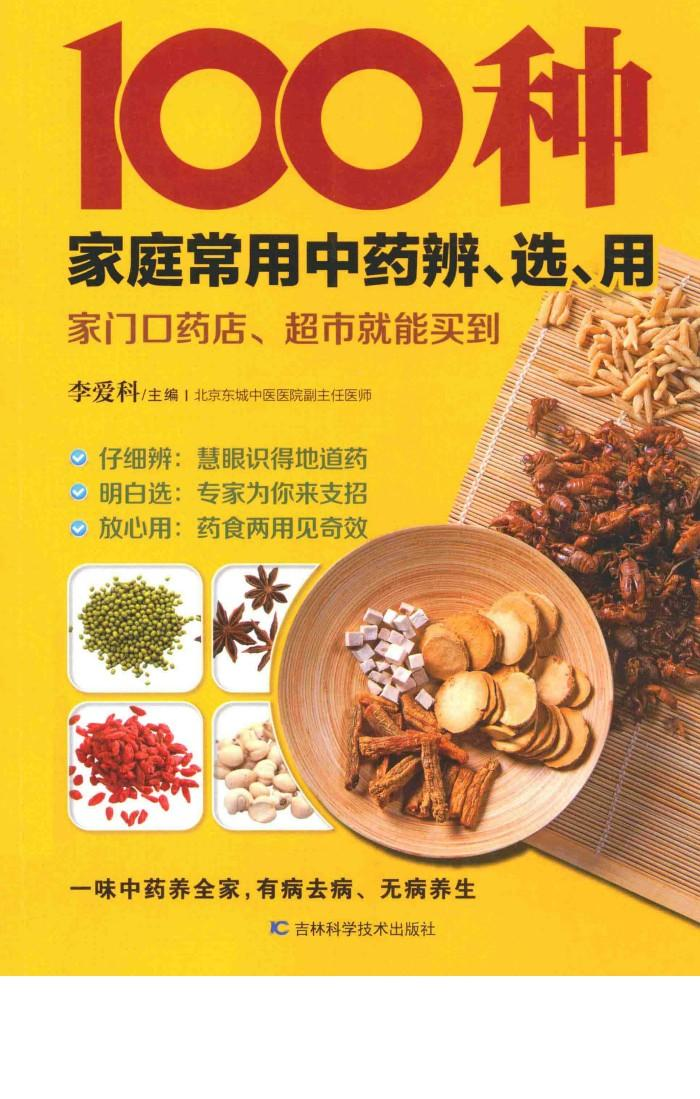 100种
家庭常用中药辨、选、用
家门口药店、超市就能买到
李爱科/主编 | 北京东城中医医院副主任医师
仔细辨：慧眼识得地道药
明白选：专家为你来支招
放心用：药食两用见奇效
一味中药养全家，有病去病、无病养生
吉林科学技术出版社